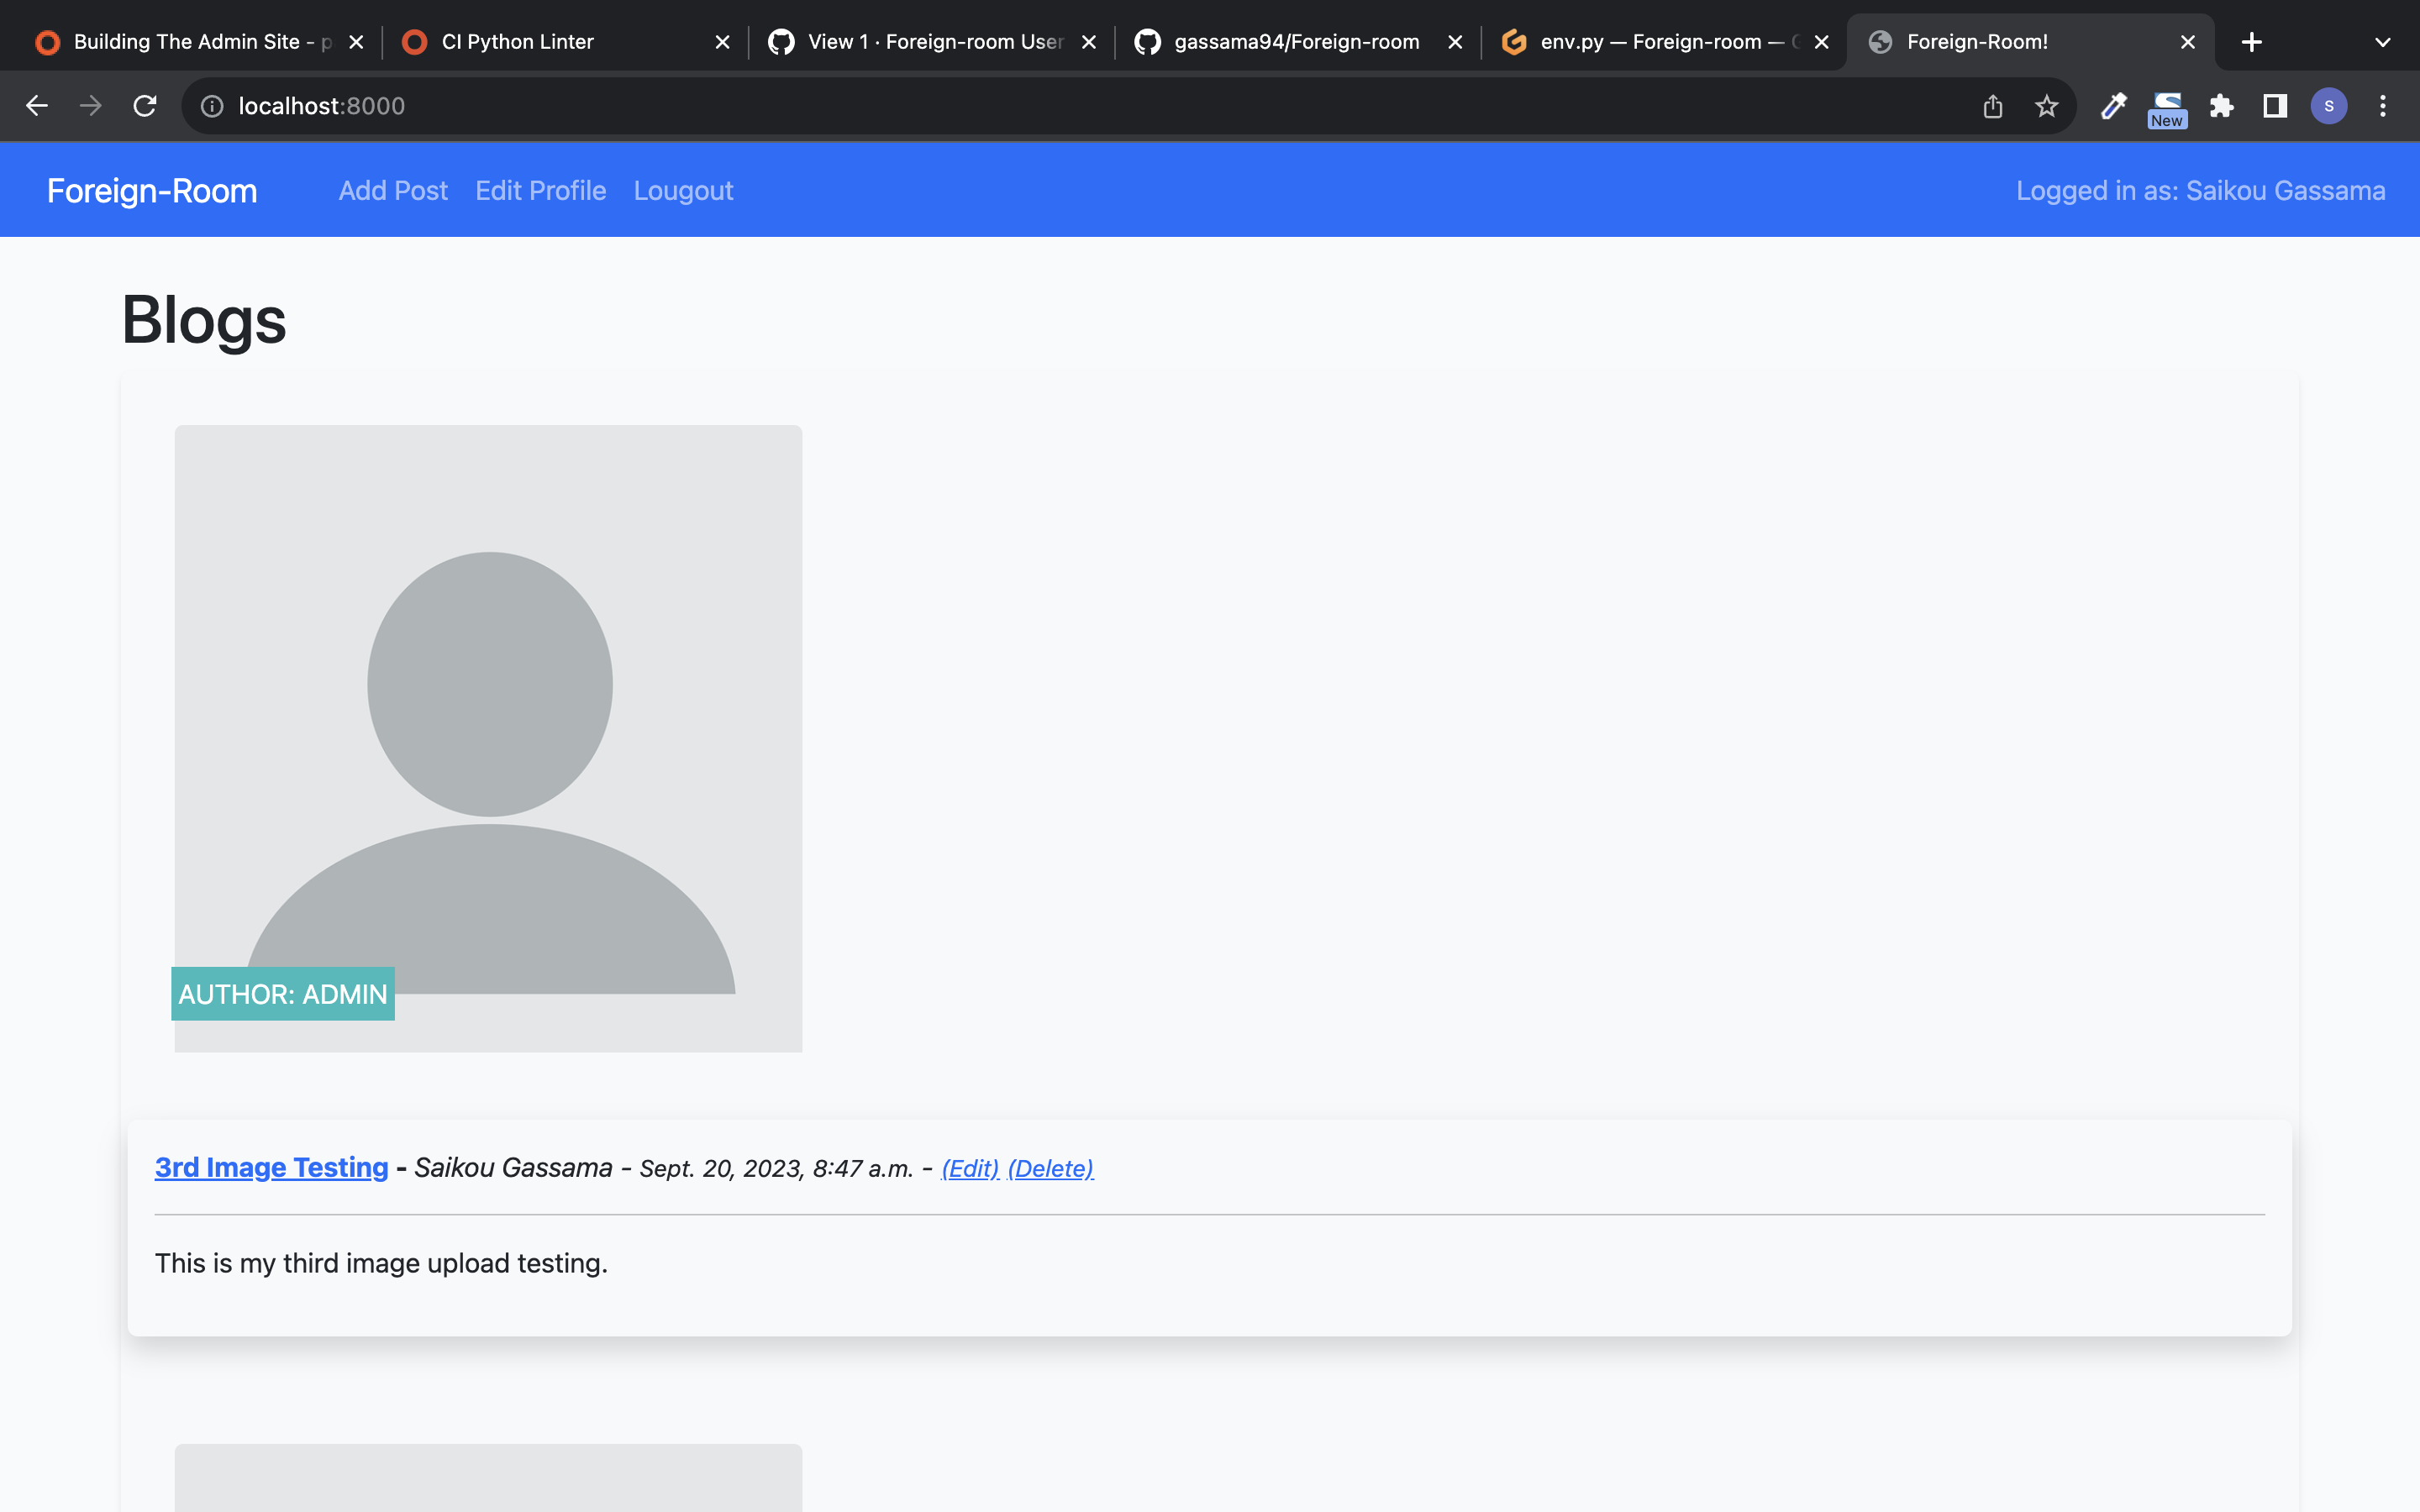 Building The Admin Site - p
CI Python Linter
View 1 · Foreign-room User
gassama94/Foreign-room
env.py — Foreign-room — G
Foreign-Room!
localhost:8000
New
S
Foreign-Room
Add Post
Edit Profile
Lougout
Logged in as: Saikou Gassama
Blogs
AUTHOR: ADMIN
3rd Image Testing - Saikou Gassama - Sept. 20, 2023, 8:47 a.m. - (Edit) (Delete)
This is my third image upload testing.